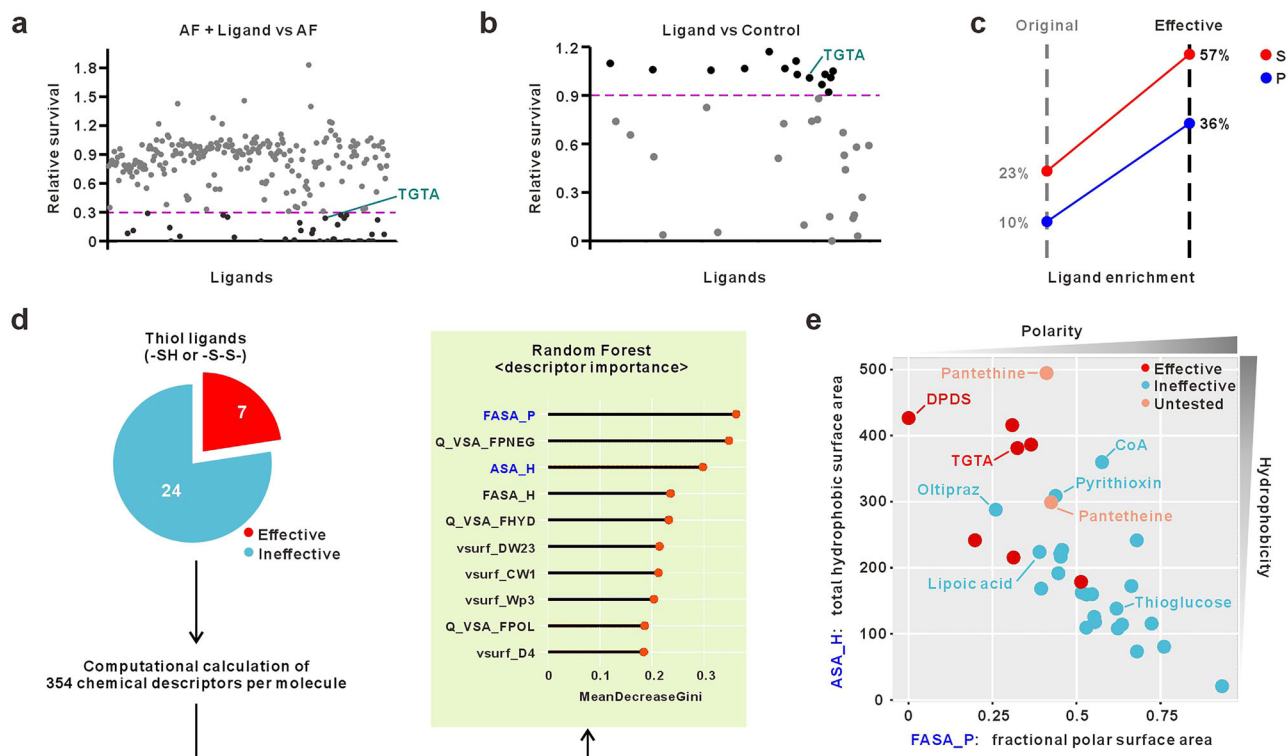 a
AF + Ligand vs AF
Relative survival
1.8
1.5
1.2
0.9
0.6
0.3
0
TGTA
Ligands
b
Ligand vs Control
Relative survival
1.2
0.9
0.6
0.3
0
TGTA
Ligands
c
Original
Effective
57%
36%
23%
10%
S
P
Ligand enrichment
d
Thiol ligands
(-SH or -S-S-)
7
24
Effective
Ineffective
Computational calculation of
354 chemical descriptors per molecule
Random Forest
<descriptor importance>
FASA_P
Q_VSA_FPNEG
ASA_H
FASA_H
Q_VSA_FHYD
vsurf_DW23
vsurf_CW1
vsurf_Wp3
Q_VSA_FPOL
vsurf_D4
0 0.1 0.2 0.3
MeanDecreaseGini
e
Polarity
Hydrophobicity
ASA_H: total hydrophobic surface area
500
400
300
200
100
0
Pantethine
Effective
Ineffective
Untested
DPDS
TGTA
CoA
Pyrithioxin
Oltipraz
Pantetheine
Lipoic acid
Thioglucose
0 0.25 0.5 0.75
FASA_P: fractional polar surface area